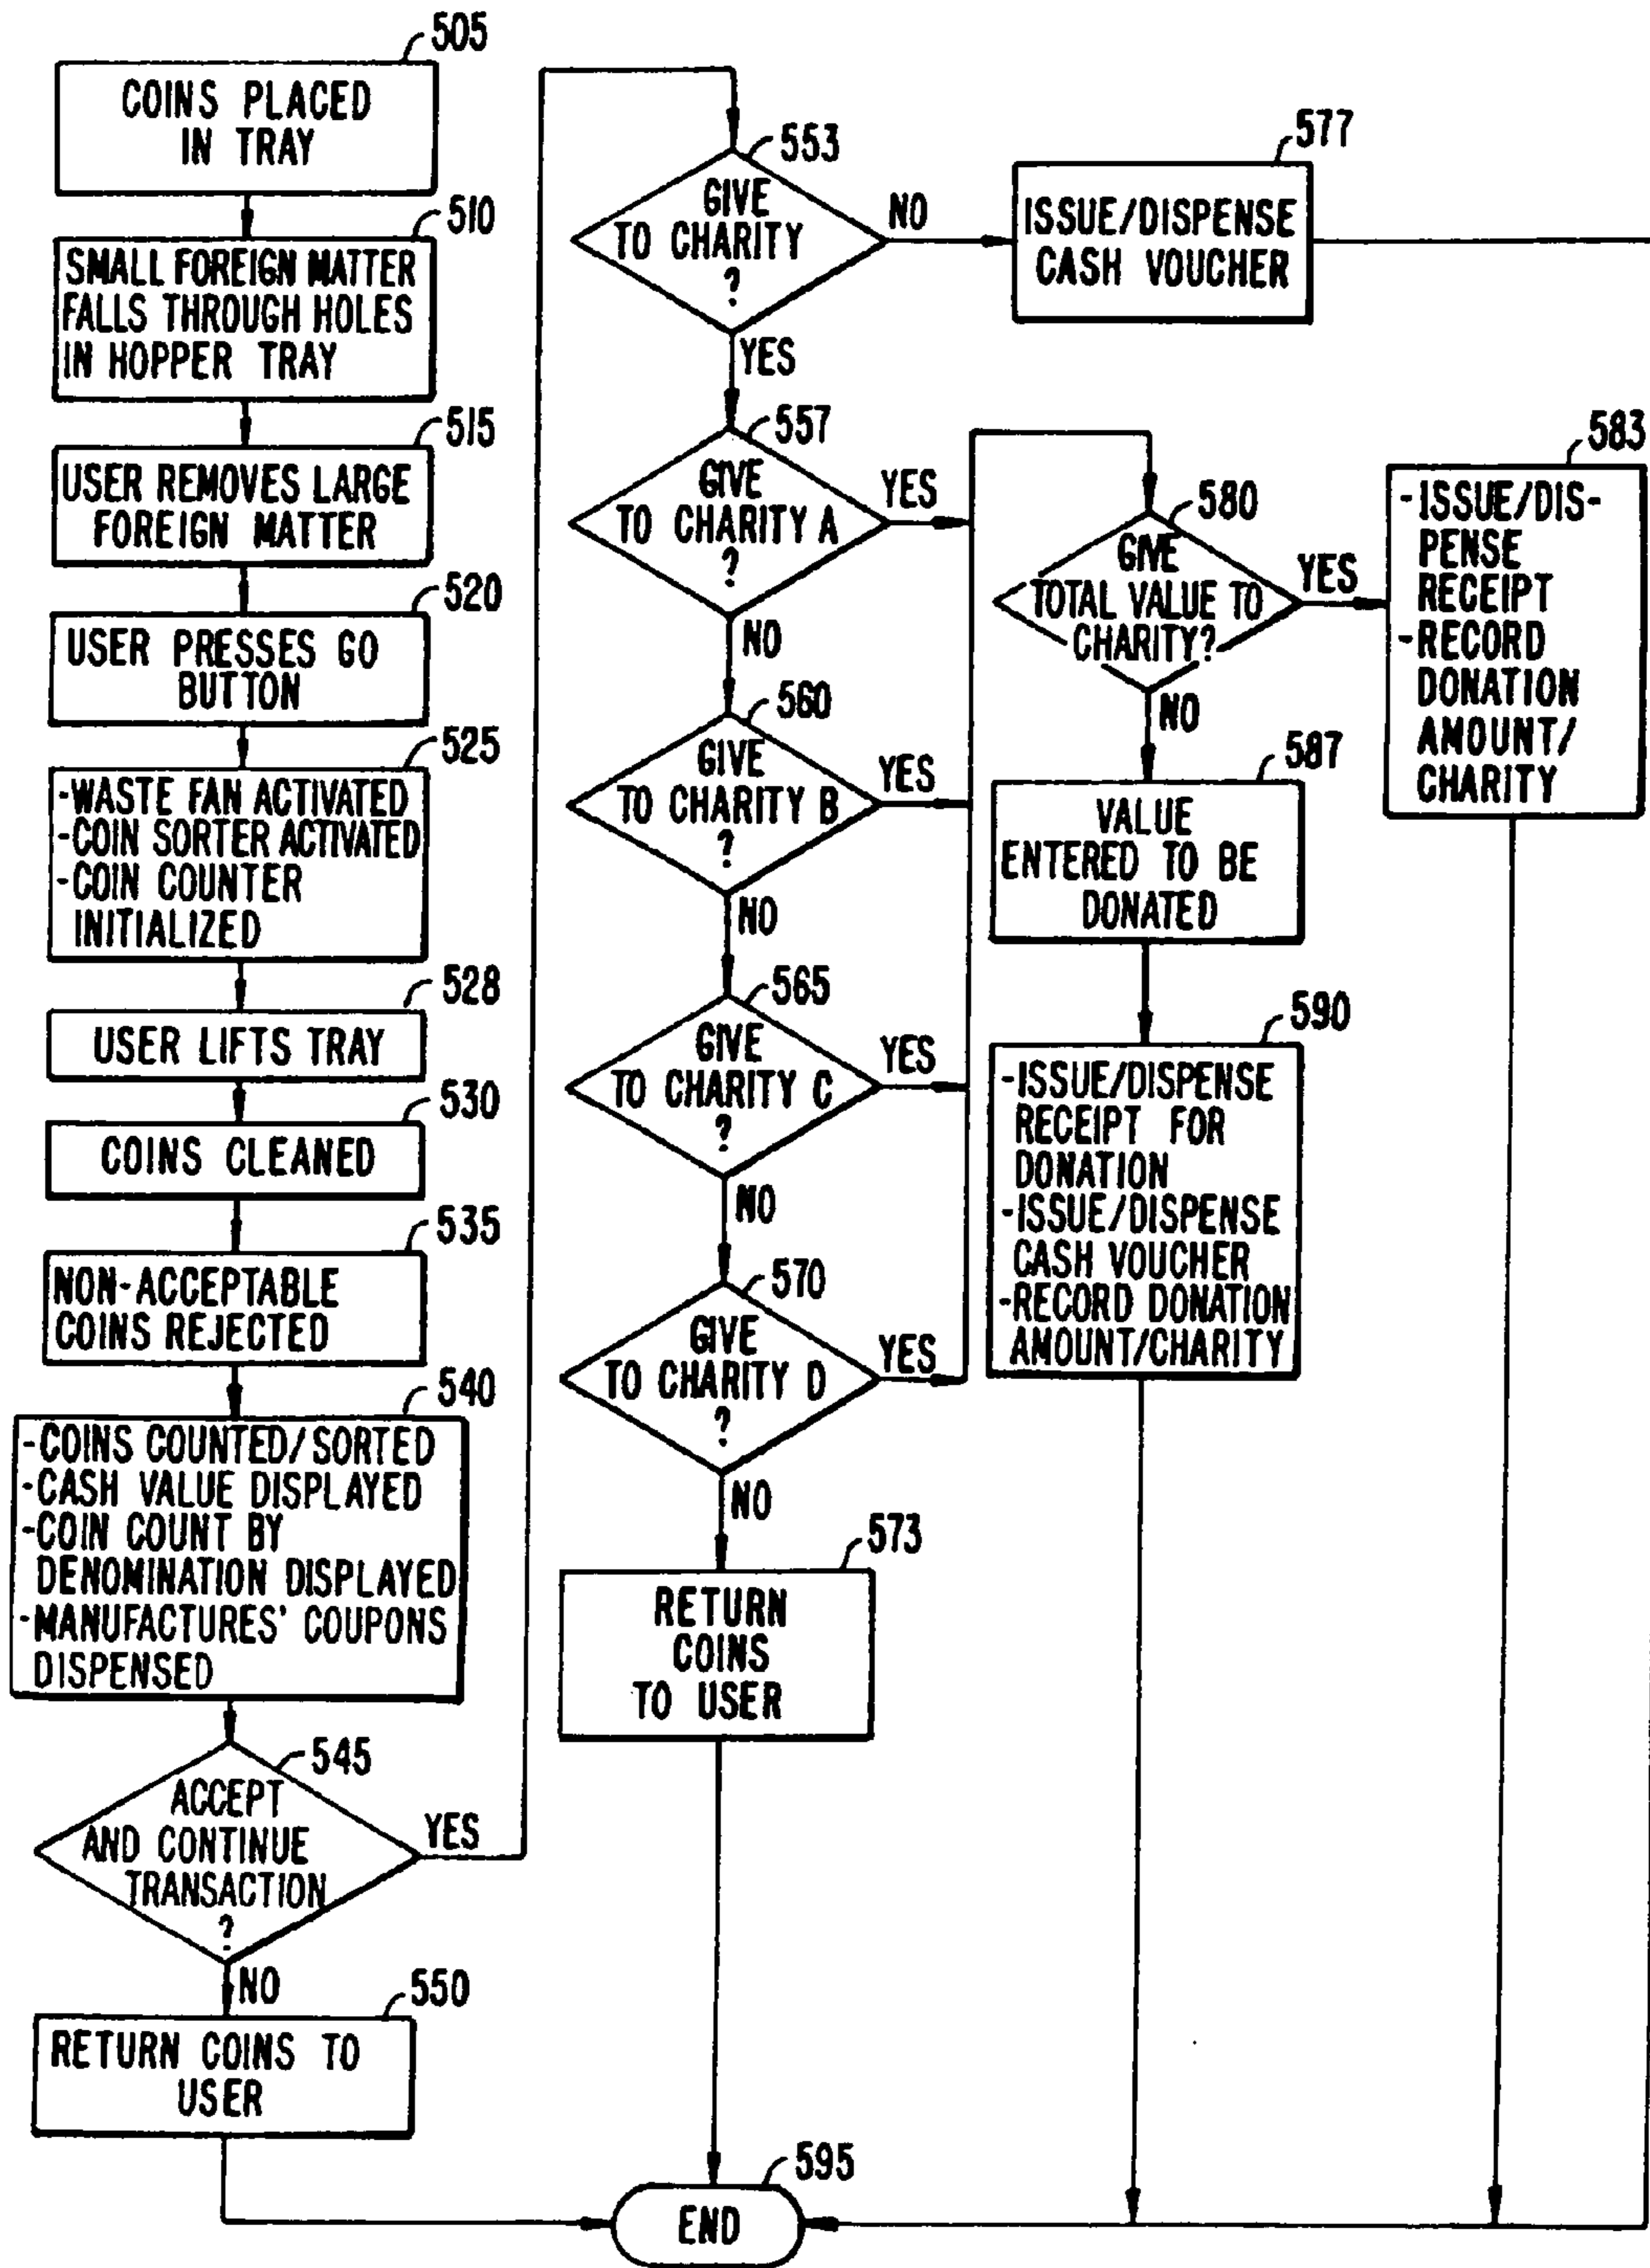 505
COINS PLACED
IN TRAY
510
SMALL FOREIGN MATTER
FALLS THROUGH HOLES
IN HOPPER TRAY
515
USER REMOVES LARGE
FOREIGN MATTER
520
USER PRESSES GO
BUTTON
525
-WASTE FAN ACTIVATED
-COIN SORTER ACTIVATED
-COIN COUNTER
INITIALIZED
528
USER LIFTS TRAY
530
COINS CLEANED
535
NON-ACCEPTABLE
COINS REJECTED
540
-COINS COUNTED/SORTED
-CASH VALUE DISPLAYED
-COIN COUNT BY
DENOMINATION DISPLAYED
-MANUFACTURES' COUPONS
DISPENSED
545
ACCEPT
AND CONTINUE
TRANSACTION
?
YES
NO
550
RETURN COINS TO
USER
553
GIVE
TO CHARITY
?
NO
YES
557
GIVE
TO CHARITY A
?
YES
NO
560
GIVE
TO CHARITY B
?
YES
NO
565
GIVE
TO CHARITY C
?
YES
NO
570
GIVE
TO CHARITY D
?
YES
NO
573
RETURN
COINS
TO USER
577
ISSUE/DISPENSE
CASH VOUCHER
580
GIVE
TOTAL VALUE TO
CHARITY?
YES
NO
583
-ISSUE/DIS-
PENSE
RECEIPT
-RECORD
DONATION
AMOUNT/
CHARITY
587
VALUE
ENTERED TO BE
DONATED
590
-ISSUE/DISPENSE
RECEIPT FOR
DONATION
-ISSUE/DISPENSE
CASH VOUCHER
-RECORD DONATION
AMOUNT/CHARITY
595
END